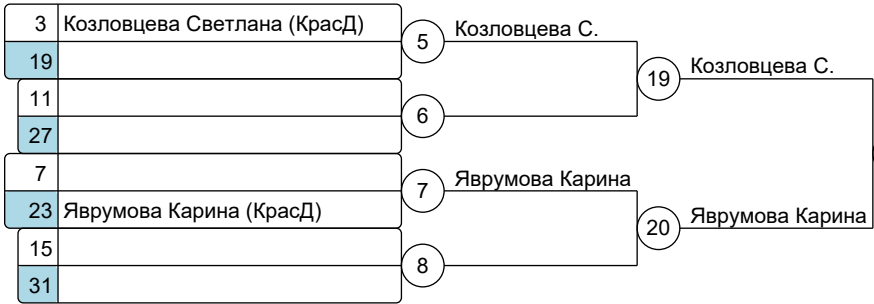 3 Козловцева Светлана (КрасД)
5 Козловцева С.
19
19 Козловцева С.
11
6
27
7
7 Яврумова Карина
23 Яврумова Карина (КрасД)
20 Яврумова Карина
15
8
31